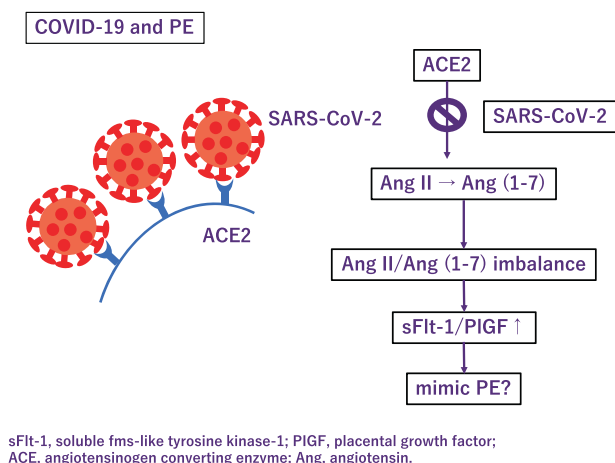 COVID-19 and PE
SARS-CoV-2
ACE2
ACE2
SARS-CoV-2
Ang II → Ang (1-7)
Ang II/Ang (1-7) imbalance
sFlt-1/PIGF ↑
mimic PE?
sFlt-1, soluble fms-like tyrosine kinase-1; PIGF, placental growth factor;
ACE, angiotensinogen converting enzyme; Ang, angiotensin.